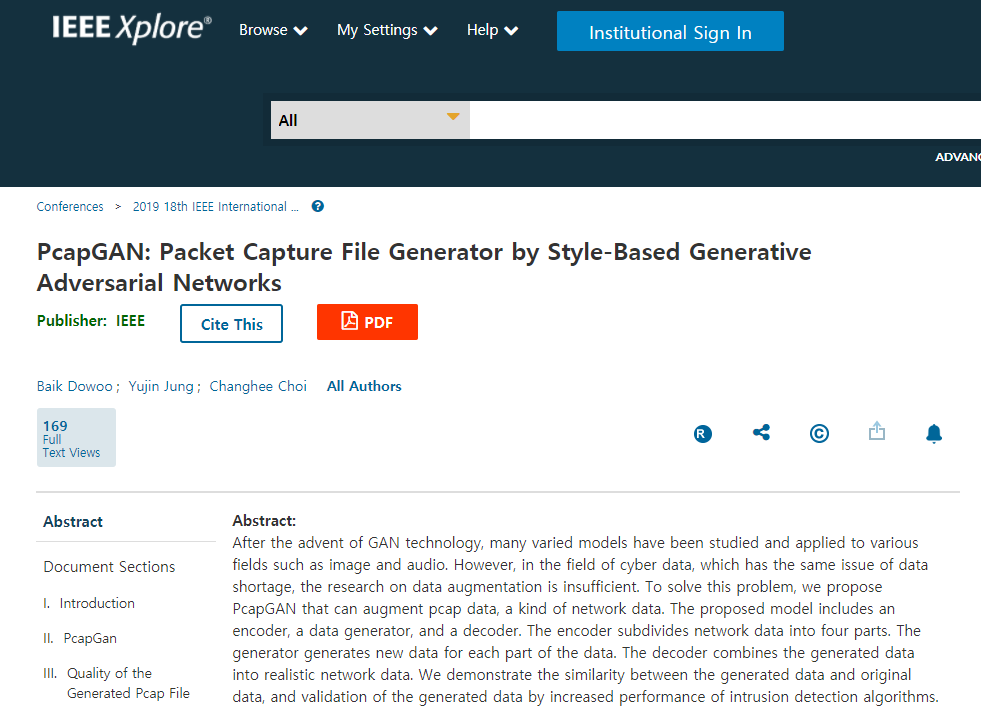 IEEE Xplore®
Browse
My Settings
Help
Institutional Sign In
All
ADVANC
Conferences > 2019 18th IEEE International ...
PcapGAN: Packet Capture File Generator by Style-Based Generative
Adversarial Networks
Publisher: IEEE
Cite This
PDF
Baik Dowoo ; Yujin Jung ; Changhee Choi All Authors
169
Full
Text Views
R
©
Abstract
Document Sections
I. Introduction
II. PcapGan
III. Quality of the
Generated Pcap File
Abstract:
After the advent of GAN technology, many varied models have been studied and applied to various
fields such as image and audio. However, in the field of cyber data, which has the same issue of data
shortage, the research on data augmentation is insufficient. To solve this problem, we propose
PcapGAN that can augment pcap data, a kind of network data. The proposed model includes an
encoder, a data generator, and a decoder. The encoder subdivides network data into four parts. The
generator generates new data for each part of the data. The decoder combines the generated data
into realistic network data. We demonstrate the similarity between the generated data and original
data, and validation of the generated data by increased performance of intrusion detection algorithms.